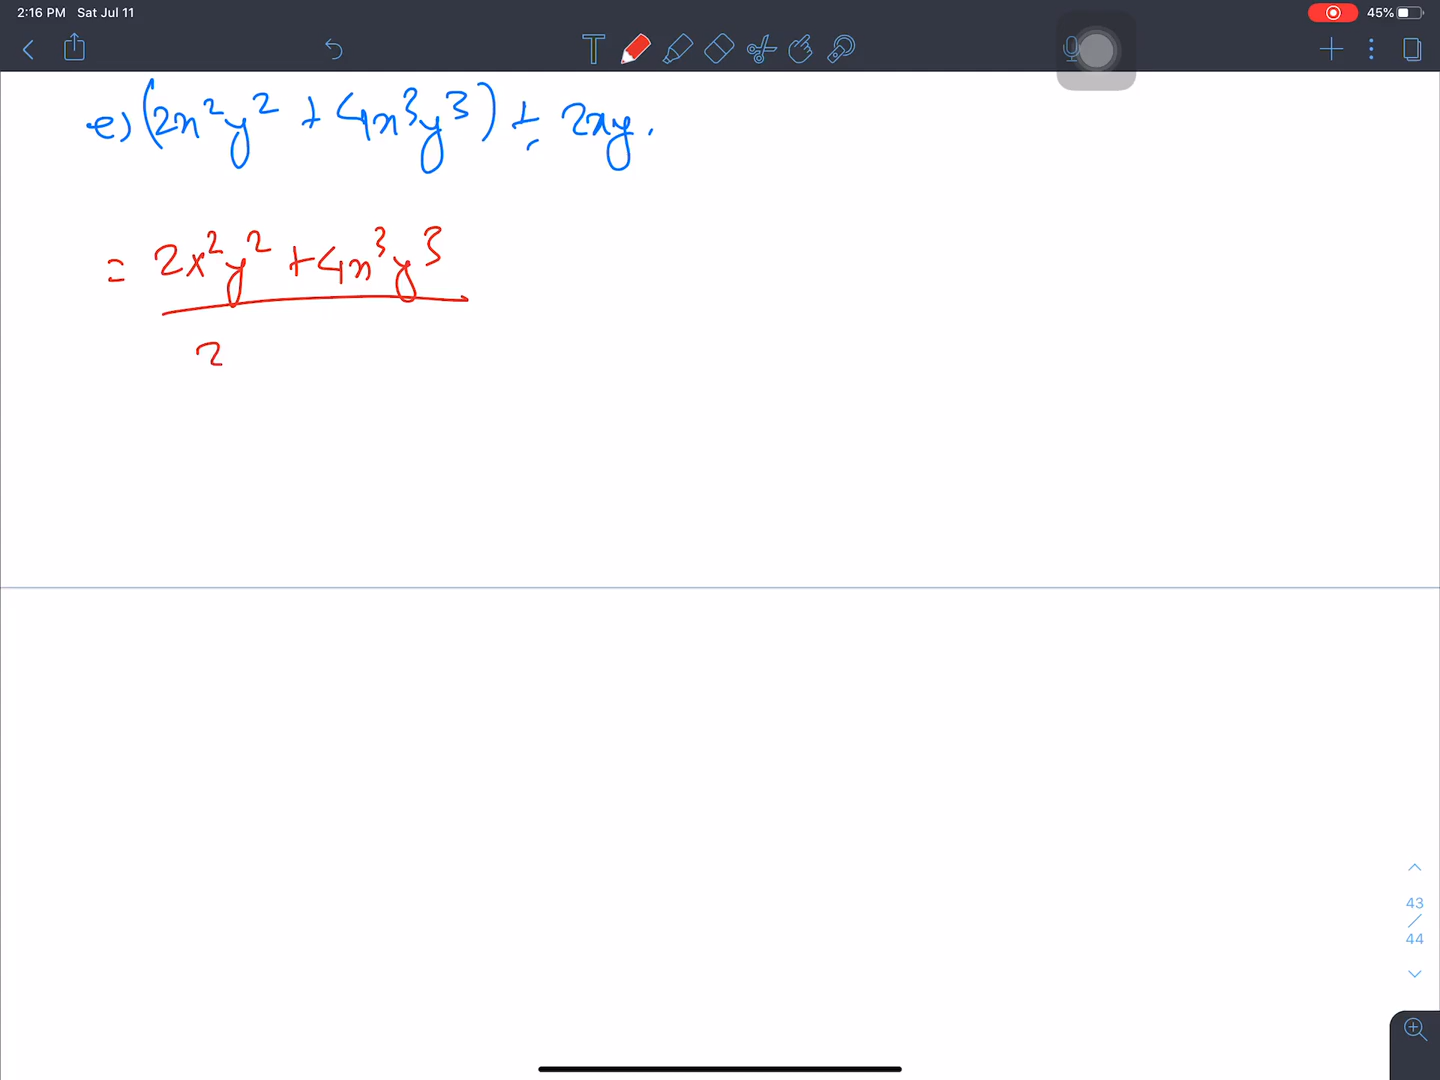 2:16 PM Sat Jul 11
45%
T
e) (2x²y² + 4x³y³) ÷ 2xy.
= 2x²y² + 4x³y³
2
43
/
44